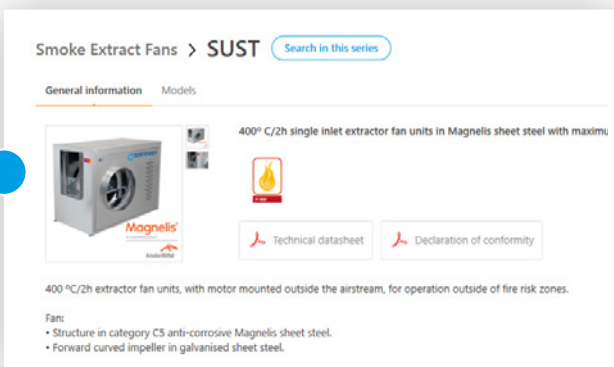 Smoke Extract Fans > SUST Search in this series
General information Models
400º C/2h single inlet extractor fan units in Magnelis sheet steel with maximu
Magnelis®
ArcelorMittal
F-400
Technical datasheet Declaration of conformity
400 ºC/2h extractor fan units, with motor mounted outside the airstream, for operation outside of fire risk zones.
Fan:
• Structure in category C5 anti-corrosive Magnelis sheet steel.
• Forward curved impeller in galvanised sheet steel.